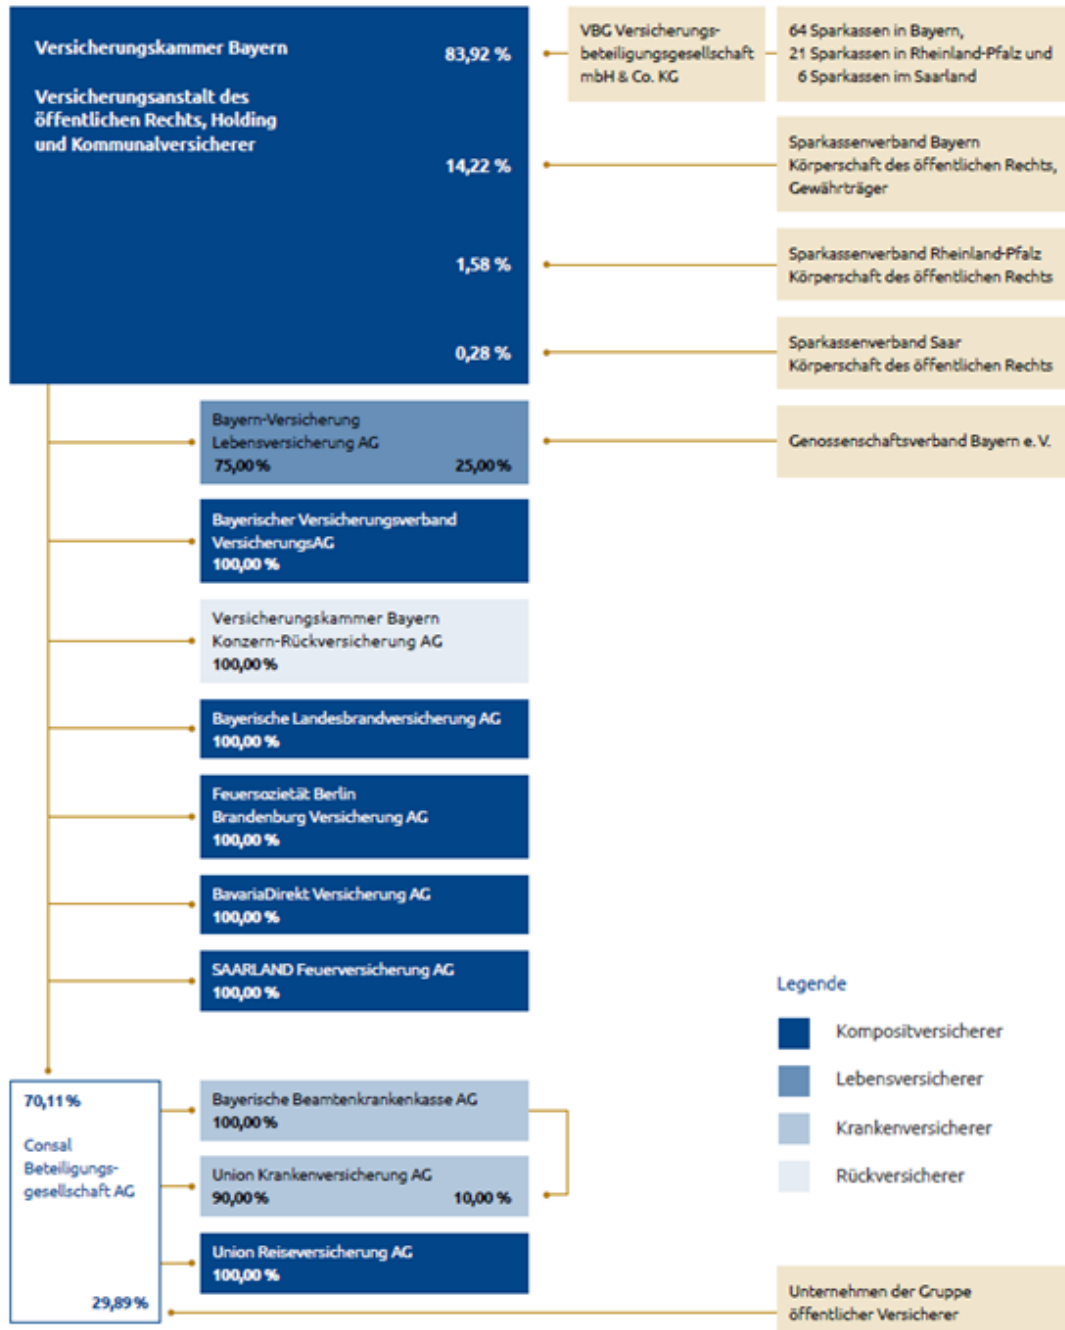 Versicherungskammer Bayern
Versicherungsanstalt des
öffentlichen Rechts, Holding
und Kommunalversicherer
83,92 %
VBG Versicherungs-
beteiligungsgesellschaft
mbH & Co. KG
64 Sparkassen in Bayern,
21 Sparkassen in Rheinland-Pfalz und
6 Sparkassen im Saarland
14,22 %
Sparkassenverband Bayern
Körperschaft des öffentlichen Rechts,
Gewährträger
1,58 %
Sparkassenverband Rheinland-Pfalz
Körperschaft des öffentlichen Rechts
0,28 %
Sparkassenverband Saar
Körperschaft des öffentlichen Rechts
Bayern-Versicherung
Lebensversicherung AG
75,00 % 25,00 %
Genossenschaftsverband Bayern e. V.
Bayerischer Versicherungsverband
VersicherungsAG
100,00 %
Versicherungskammer Bayern
Konzern-Rückversicherung AG
100,00 %
Bayerische Landesbrandversicherung AG
100,00 %
Feuersozietät Berlin
Brandenburg Versicherung AG
100,00 %
BavariaDirekt Versicherung AG
100,00 %
SAARLAND Feuerversicherung AG
100,00 %
Legende
Kompositversicherer
Lebensversicherer
Krankenversicherer
Rückversicherer
70,11 %
Consal
Beteiligungs-
gesellschaft AG
29,89 %
Bayerische Beamtenkrankenkasse AG
100,00 %
Union Krankenversicherung AG
90,00 % 10,00 %
Union Reiseversicherung AG
100,00 %
Unternehmen der Gruppe
öffentlicher Versicherer